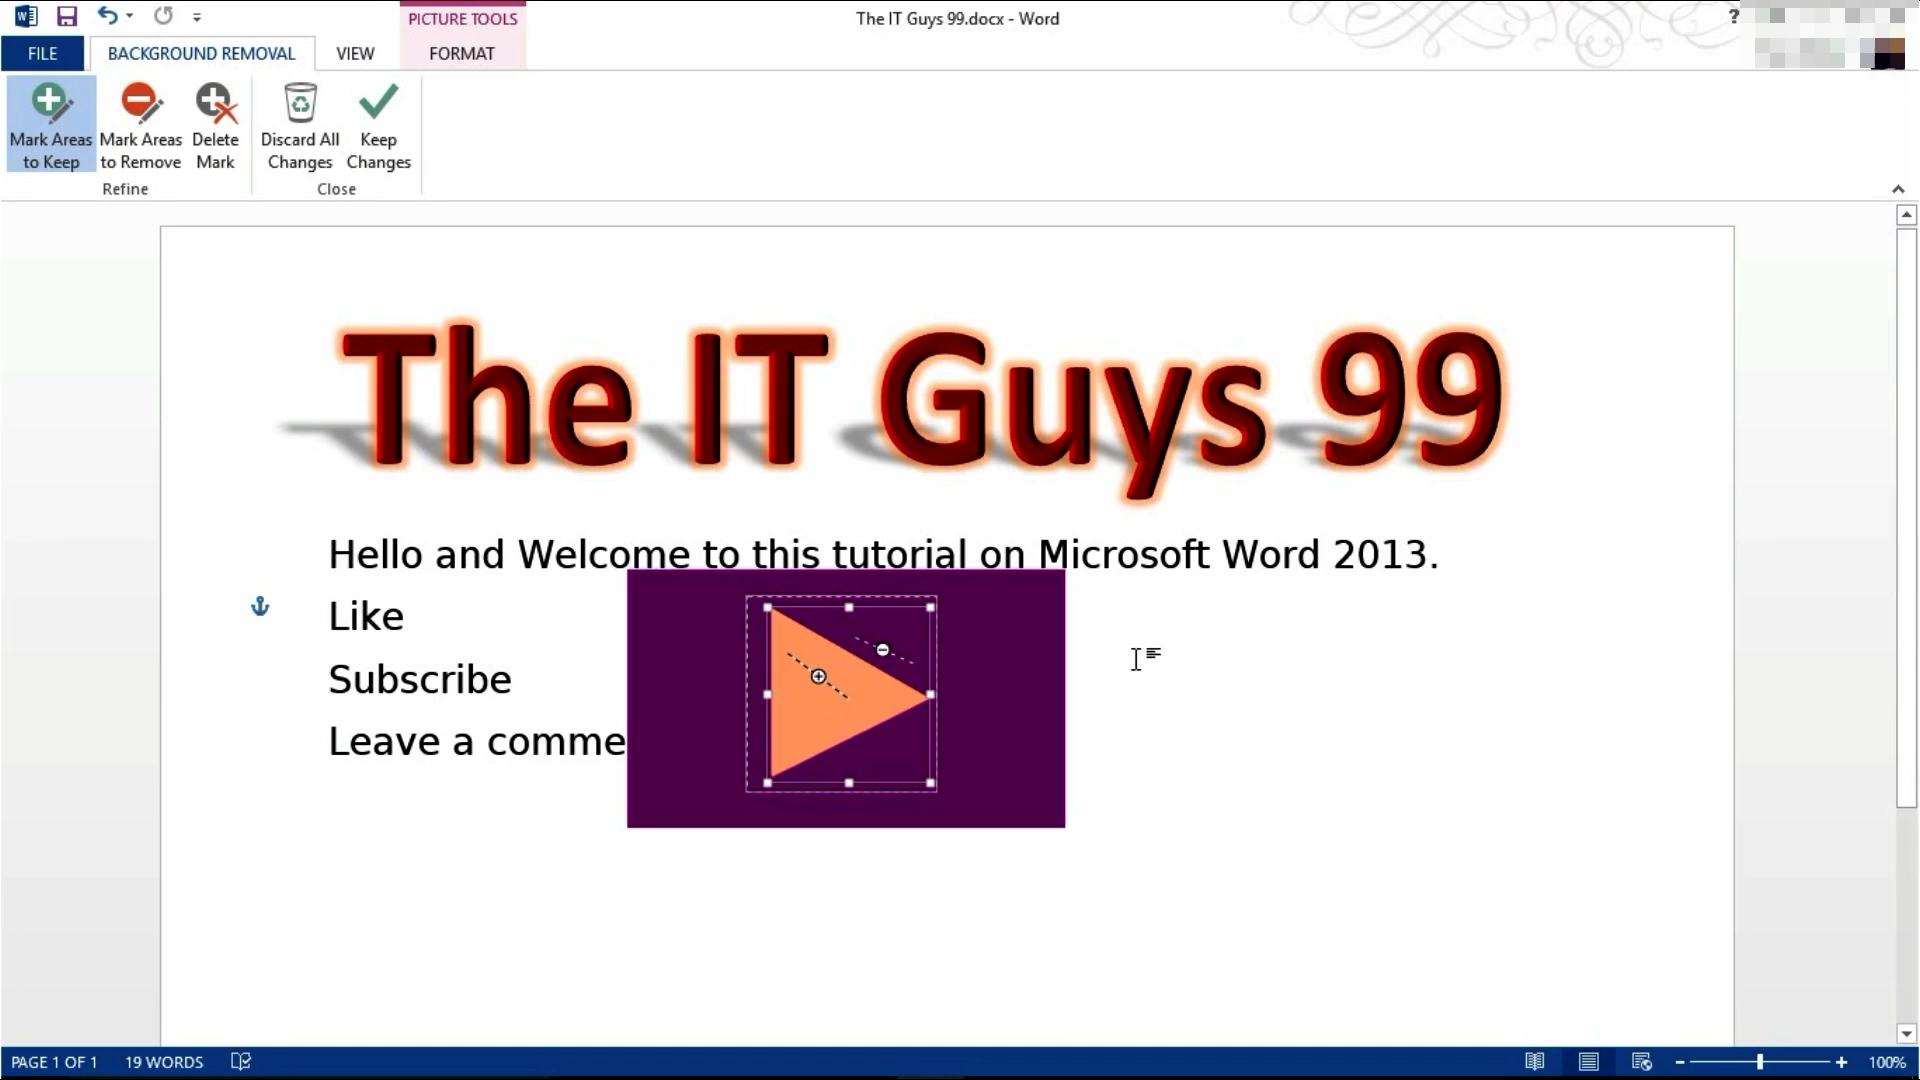 PICTURE TOOLS
The IT Guys 99.docx - Word
?
FILE
BACKGROUND REMOVAL
VIEW
FORMAT
Mark Areas
to Keep
Mark Areas
to Remove
Delete
Mark
Discard All
Changes
Keep
Changes
Refine
Close
The IT Guys 99
Hello and Welcome to this tutorial on Microsoft Word 2013.
Like
Subscribe
Leave a comme
PAGE 1 OF 1
19 WORDS
100%